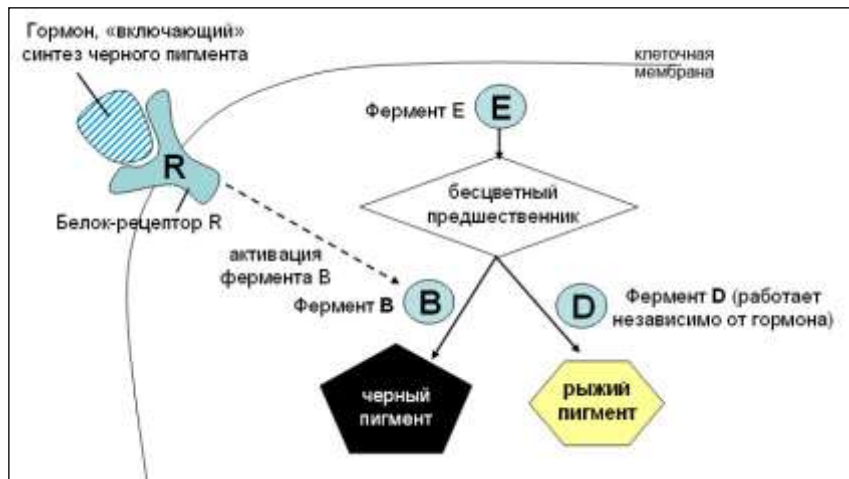 Гормон, «включающий»
синтез черного пигмента
клеточная
мембрана
Фермент Е
E
R
бесцветный
предшественник
Белок-рецептор R
активация
фермента В
Фермент B
B
D
Фермент D (работает
независимо от гормона)
черный
пигмент
рыжий
пигмент